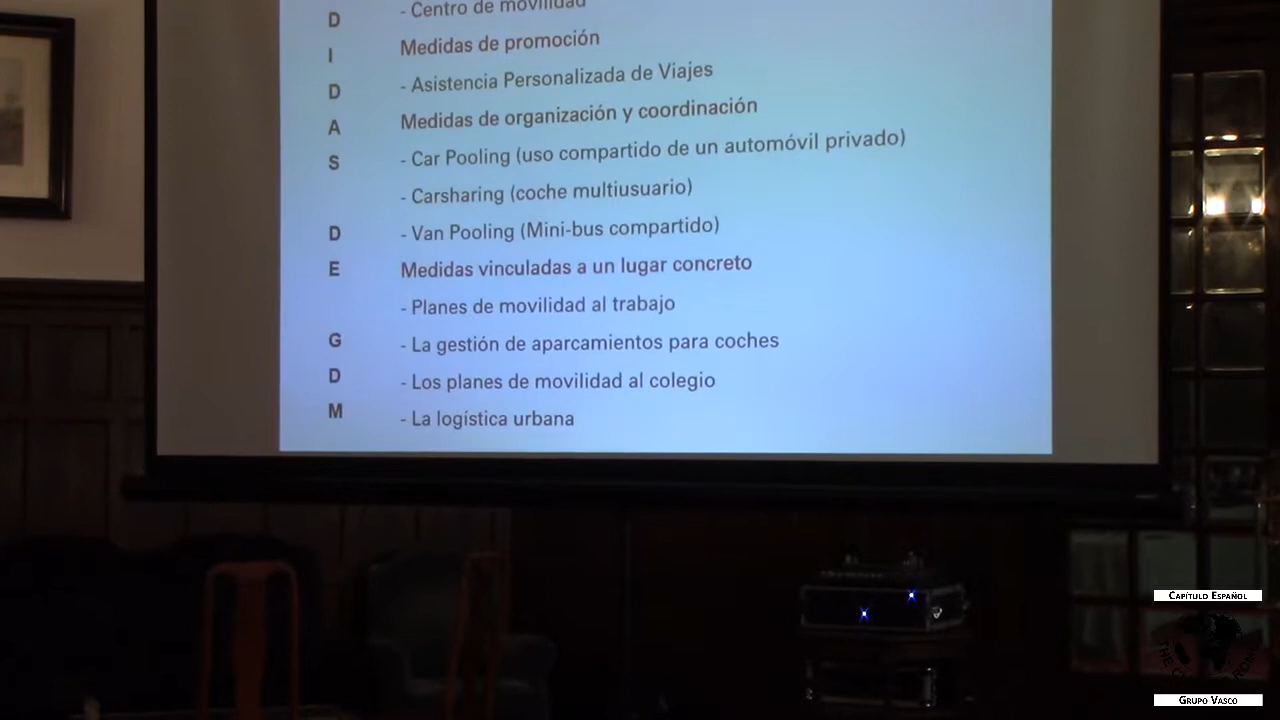 - Centro de movilidad
Medidas de promoción
- Asistencia Personalizada de Viajes
Medidas de organización y coordinación
- Car Pooling (uso compartido de un automóvil privado)
- Carsharing (coche multiusuario)
- Van Pooling (Mini-bus compartido)
Medidas vinculadas a un lugar concreto
- Planes de movilidad al trabajo
- La gestión de aparcamientos para coches
- Los planes de movilidad al colegio
- La logística urbana
D
I
D
A
S
D
E
G
D
M
Capítulo Español
Grupo Vasco